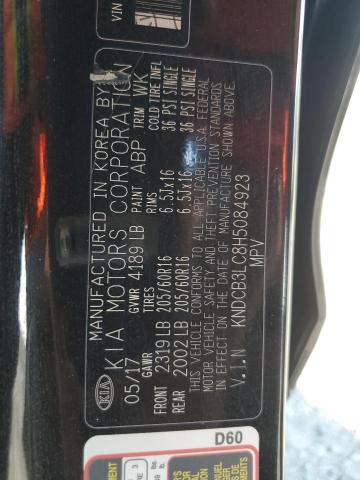 MANUFACTURED IN KOREA BY
KIA KIA MOTORS CORPORATION
05/17 GVWR 4189 LB PAINT ABP TRIM WK
GAWR TIRES RIMS COLD TIRE INFL
FRONT 2319 LB 205/60R16 6.5Jx16 36 PSI SINGLE
REAR 2002 LB 205/60R16 6.5Jx16 36 PSI SINGLE
THIS VEHICLE CONFORMS TO ALL APPLICABLE U.S.A. FEDERAL
MOTOR VEHICLE SAFETY AND THEFT PREVENTION STANDARDS
IN EFFECT ON THE DATE OF MANUFACTURE SHOWN ABOVE.
V.I.N KNDCB3LC8H5084923
MPV
VIN
D60